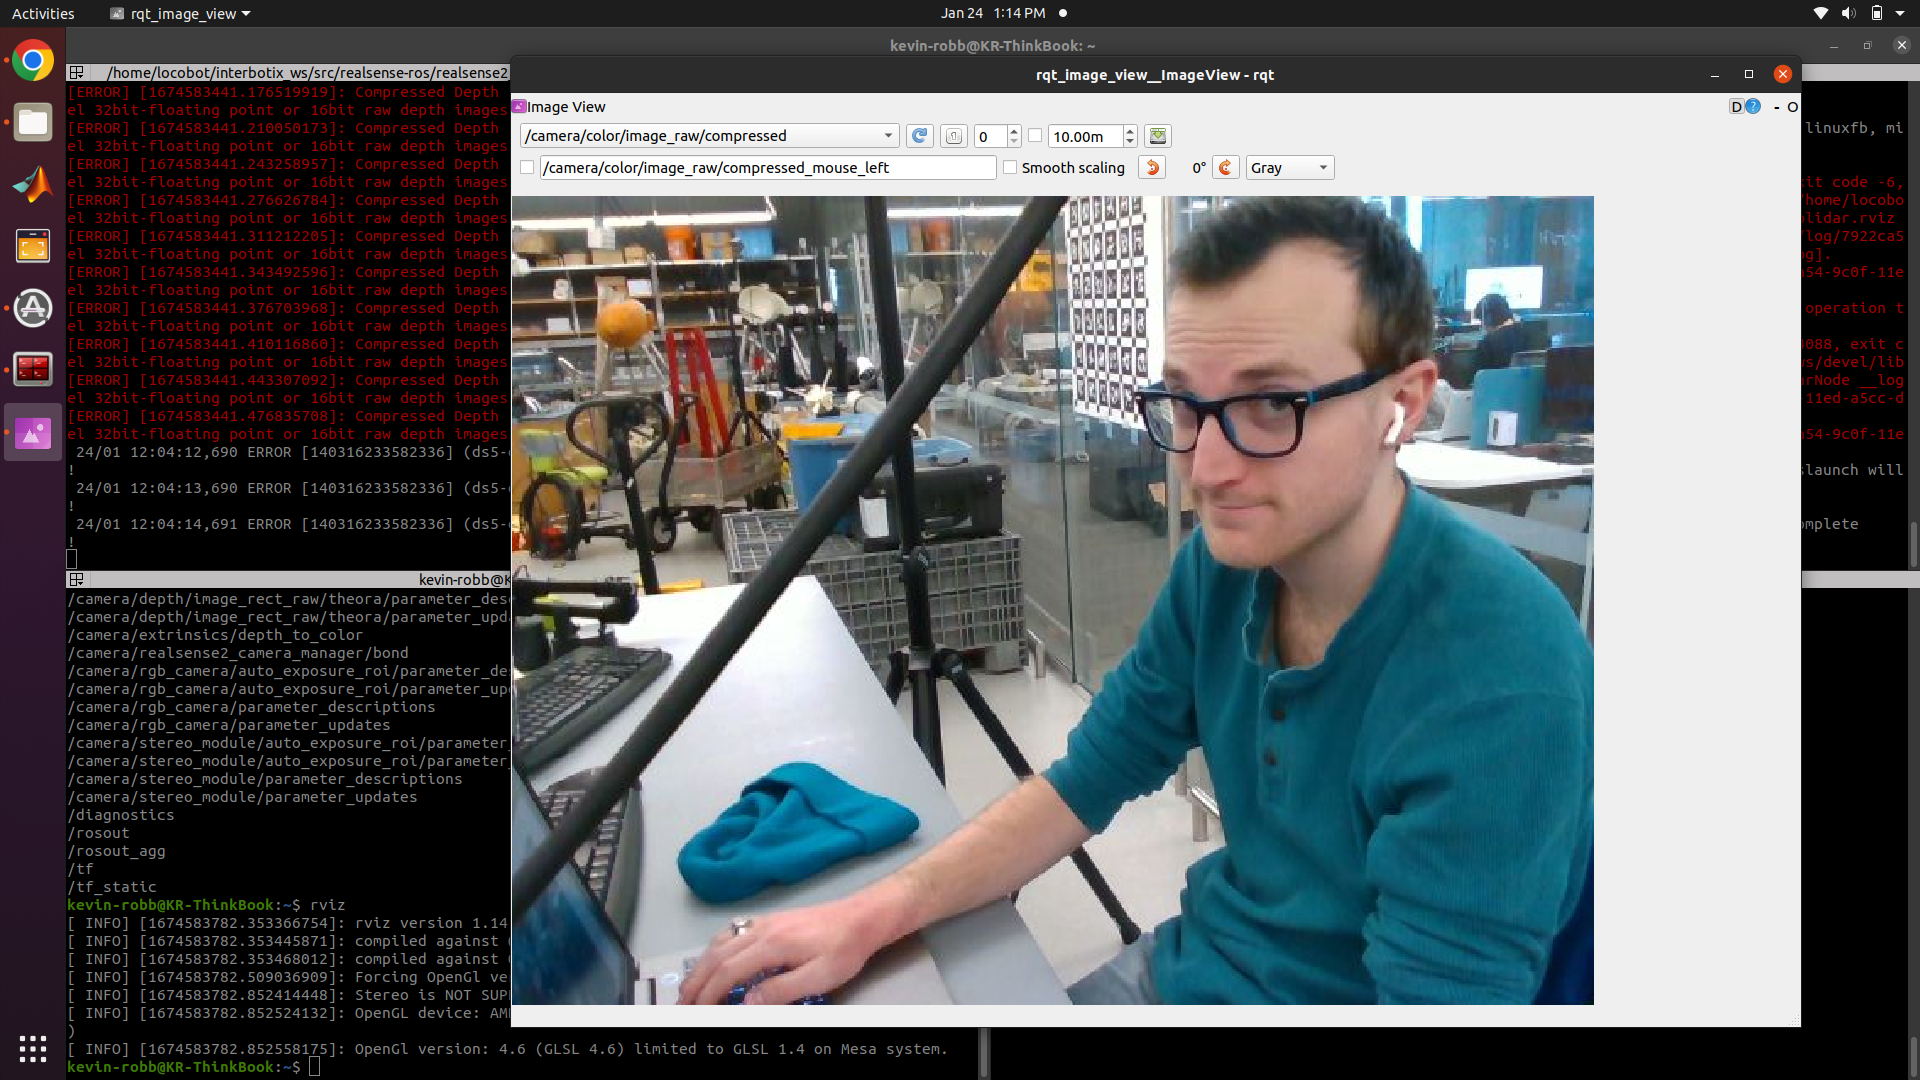 Activities
rqt_image_view
Jan 24 1:14 PM
kevin-robb@KR-ThinkBook: ~
/home/locobot/interbotix_ws/src/realsense-ros/realsense2
[ERROR] [1674583441.176519919]: Compressed Depth
el 32bit-floating point or 16bit raw depth images
[ERROR] [1674583441.210050173]: Compressed Depth
el 32bit-floating point or 16bit raw depth images
[ERROR] [1674583441.243258957]: Compressed Depth
el 32bit-floating point or 16bit raw depth images
[ERROR] [1674583441.276626784]: Compressed Depth
el 32bit-floating point or 16bit raw depth images
[ERROR] [1674583441.311212205]: Compressed Depth
el 32bit-floating point or 16bit raw depth images
[ERROR] [1674583441.343492596]: Compressed Depth
el 32bit-floating point or 16bit raw depth images
[ERROR] [1674583441.376703968]: Compressed Depth
el 32bit-floating point or 16bit raw depth images
[ERROR] [1674583441.410116860]: Compressed Depth
el 32bit-floating point or 16bit raw depth images
[ERROR] [1674583441.443307092]: Compressed Depth
el 32bit-floating point or 16bit raw depth images
[ERROR] [1674583441.476835708]: Compressed Depth
el 32bit-floating point or 16bit raw depth images
24/01 12:04:12,690 ERROR [140316233582336] (ds5-
!
24/01 12:04:13,690 ERROR [140316233582336] (ds5-
!
24/01 12:04:14,691 ERROR [140316233582336] (ds5-
!
kevin-robb@K
/camera/depth/image_rect_raw/theora/parameter_des
/camera/depth/image_rect_raw/theora/parameter_upd
/camera/extrinsics/depth_to_color
/camera/realsense2_camera_manager/bond
/camera/rgb_camera/auto_exposure_roi/parameter_de
/camera/rgb_camera/auto_exposure_roi/parameter_up
/camera/rgb_camera/parameter_descriptions
/camera/rgb_camera/parameter_updates
/camera/stereo_module/auto_exposure_roi/parameter_
/camera/stereo_module/auto_exposure_roi/parameter_
/camera/stereo_module/parameter_descriptions
/camera/stereo_module/parameter_updates
/diagnostics
/rosout
/rosout_agg
/tf
/tf_static
kevin-robb@KR-ThinkBook:~$ rviz
[ INFO] [1674583782.353366754]: rviz version 1.14
[ INFO] [1674583782.353445871]: compiled against
[ INFO] [1674583782.353468012]: compiled against
[ INFO] [1674583782.509036909]: Forcing OpenGl ve
[ INFO] [1674583782.852414448]: Stereo is NOT SUP
[ INFO] [1674583782.852524132]: OpenGL device: AM
)
[ INFO] [1674583782.852558175]: OpenGl version: 4.6 (GLSL 4.6) limited to GLSL 1.4 on Mesa system.
kevin-robb@KR-ThinkBook:~$
rqt_image_view__ImageView - rqt
Image View
D ? - O
/camera/color/image_raw/compressed
0
10.00m
/camera/color/image_raw/compressed_mouse_left
Smooth scaling
0°
Gray
linuxfb, mi
it code -6,
/home/locobo
olidar.rviz
log/7922ca5
g].
54-9c0f-11e
operation t
088, exit c
ws/devel/lib
rNode __log
11ed-a5cc-d
54-9c0f-11e
launch will
mplete